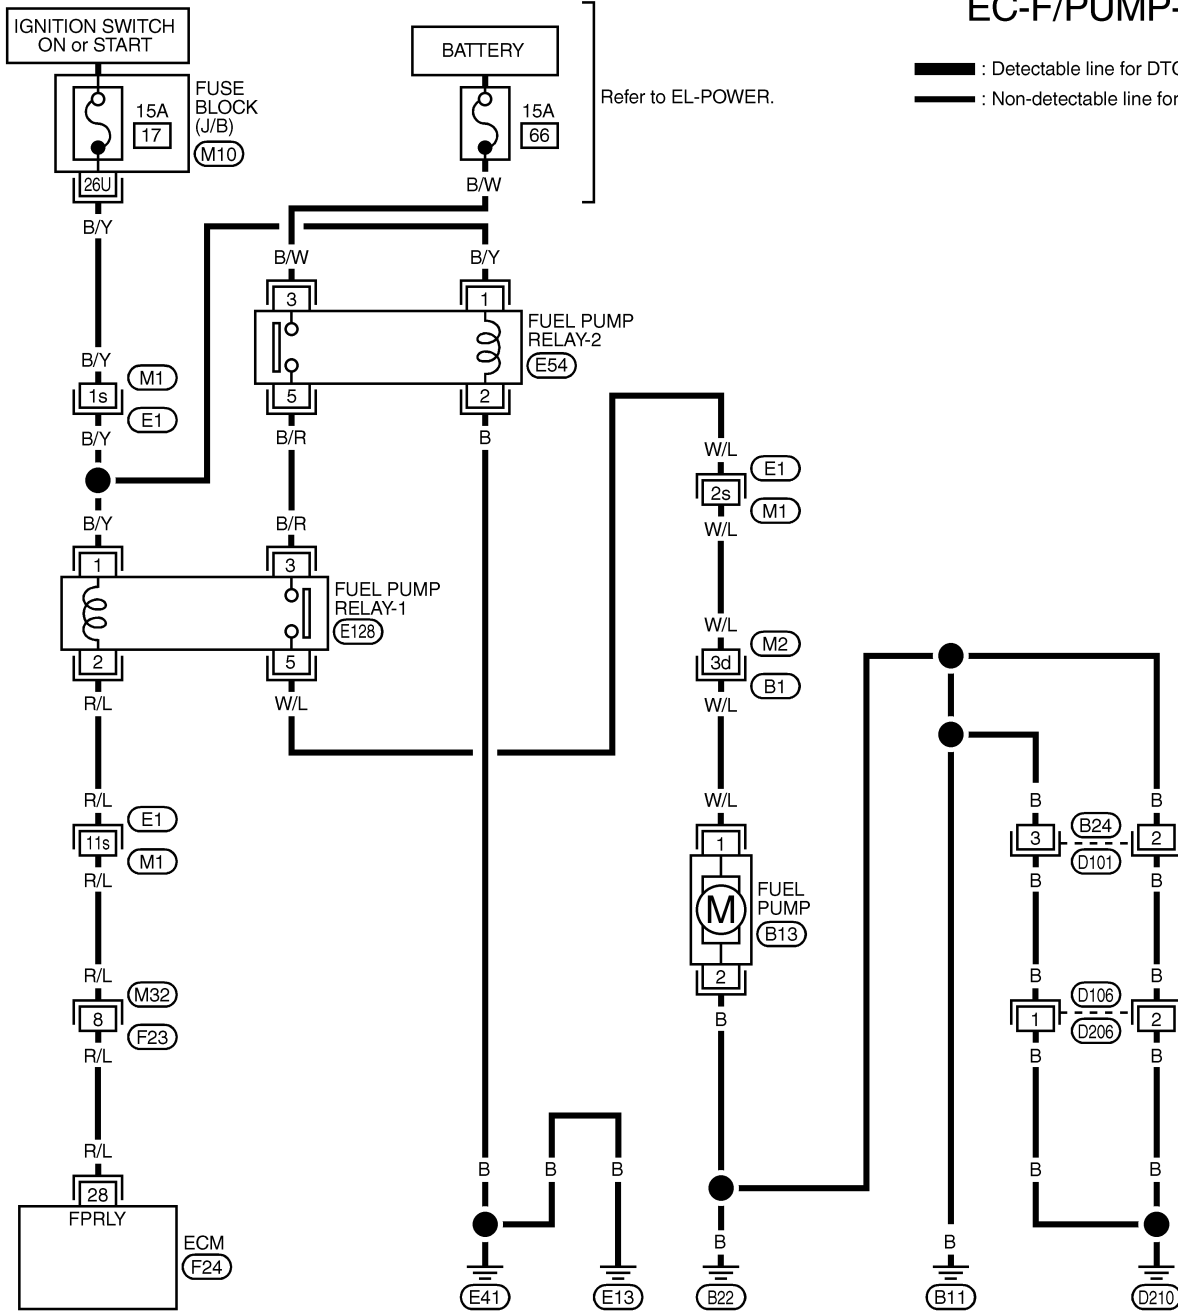 EC-F/PUMP-
IGNITION SWITCH
ON or START
BATTERY
: Detectable line for DTC
: Non-detectable line for
Refer to EL-POWER.
15A
17
FUSE
BLOCK
(J/B)
M10
15A
66
26U
B/W
B/Y
B/W
B/Y
3
1
FUEL PUMP
RELAY-2
E54
B/Y
M1
1s
E1
B/Y
5
2
B/R
B
W/L
E1
2s
M1
W/L
B/Y
B/R
1
3
FUEL PUMP
RELAY-1
E128
2
5
R/L
W/L
W/L
M2
3d
B1
W/L
R/L
E1
11s
M1
R/L
W/L
1
M
FUEL
PUMP
B13
2
B
B
B
3
B24
D101
2
B
B
R/L
M32
8
F23
R/L
B
B
1
D106
D206
2
B
B
R/L
28
FPRLY
ECM
F24
B
B
B
B
B
B
B
E41
E13
B22
B11
D210